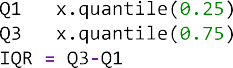 Q1   x.quantile(0.25)
Q3   x.quantile(0.75)
IQR = Q3-Q1